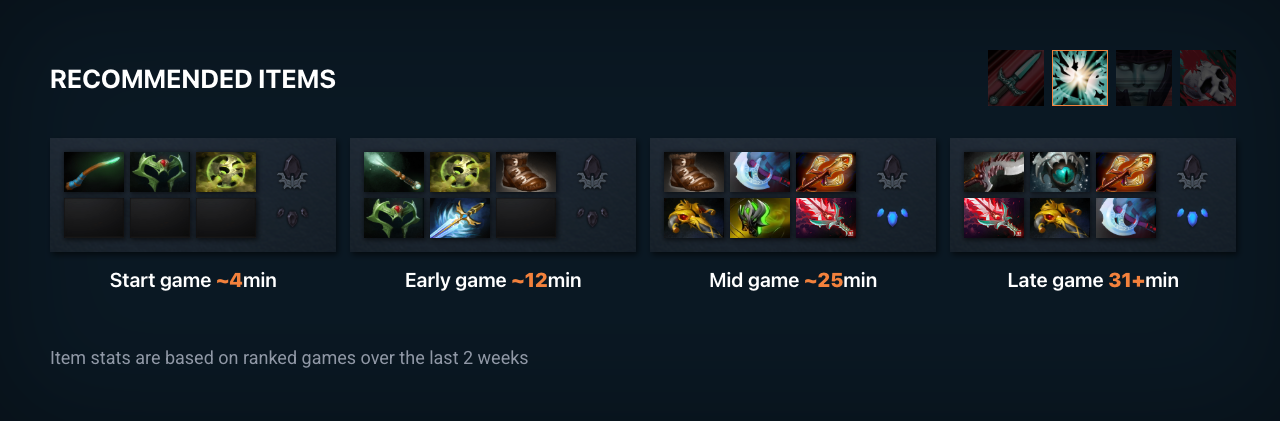 RECOMMENDED ITEMS
Start game ~4min
Early game ~12min
Mid game ~25min
Late game 31+min
Item stats are based on ranked games over the last 2 weeks